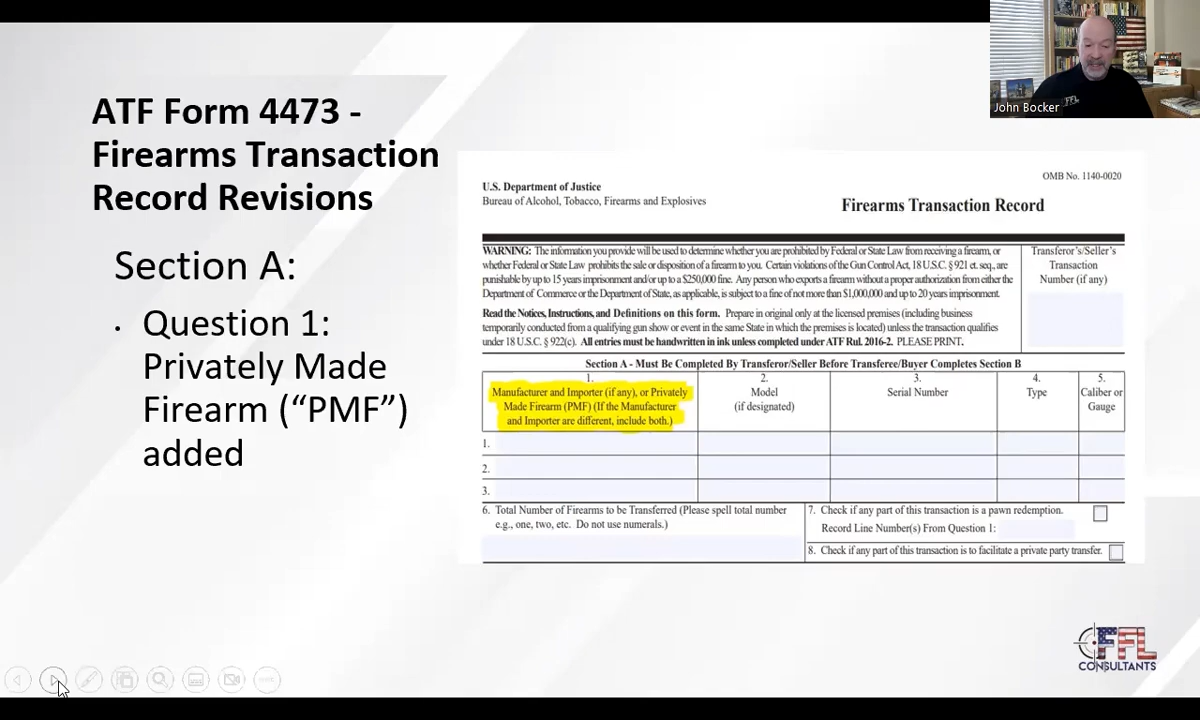 John Bocker
ATF Form 4473 -
Firearms Transaction
Record Revisions
Section A:
• Question 1:
Privately Made
Firearm (“PMF”)
added
OMB No. 1140-0020
U.S. Department of Justice
Bureau of Alcohol, Tobacco, Firearms and Explosives
Firearms Transaction Record
WARNING: The information you provide will be used to determine whether you are prohibited by Federal or State Law from receiving a firearm, or
whether Federal or State Law prohibits the sale or disposition of a firearm to you. Certain violations of the Gun Control Act, 18 U.S.C. § 921 et. seq., are
punishable by up to 15 years imprisonment and/or up to a $250,000 fine. Any person who exports a firearm without a proper authorization from either the
Department of Commerce or the Department of State, as applicable, is subject to a fine of not more than $1,000,000 and up to 20 years imprisonment.
Read the Notices, Instructions, and Definitions on this form. Prepare in original only at the licensed premises (including business
temporarily conducted from a qualifying gun show or event in the same State in which the premises is located) unless the transaction qualifies
under 18 U.S.C. § 922(c). All entries must be handwritten in ink unless completed under ATF Rul. 2016-2. PLEASE PRINT.
Transferor's/Seller's
Transaction
Number (if any)
Section A - Must Be Completed By Transferor/Seller Before Transferee/Buyer Completes Section B
1.
Manufacturer and Importer (if any), or Privately
Made Firearm (PMF) (If the Manufacturer
and Importer are different, include both.)
2.
Model
(if designated)
3.
Serial Number
4.
Type
5.
Caliber or
Gauge
1.
2.
3.
6. Total Number of Firearms to be Transferred (Please spell total number
e.g., one, two, etc. Do not use numerals.)
7. Check if any part of this transaction is a pawn redemption.
Record Line Number(s) From Question 1:
8. Check if any part of this transaction is to facilitate a private party transfer.
FFL
CONSULTANTS